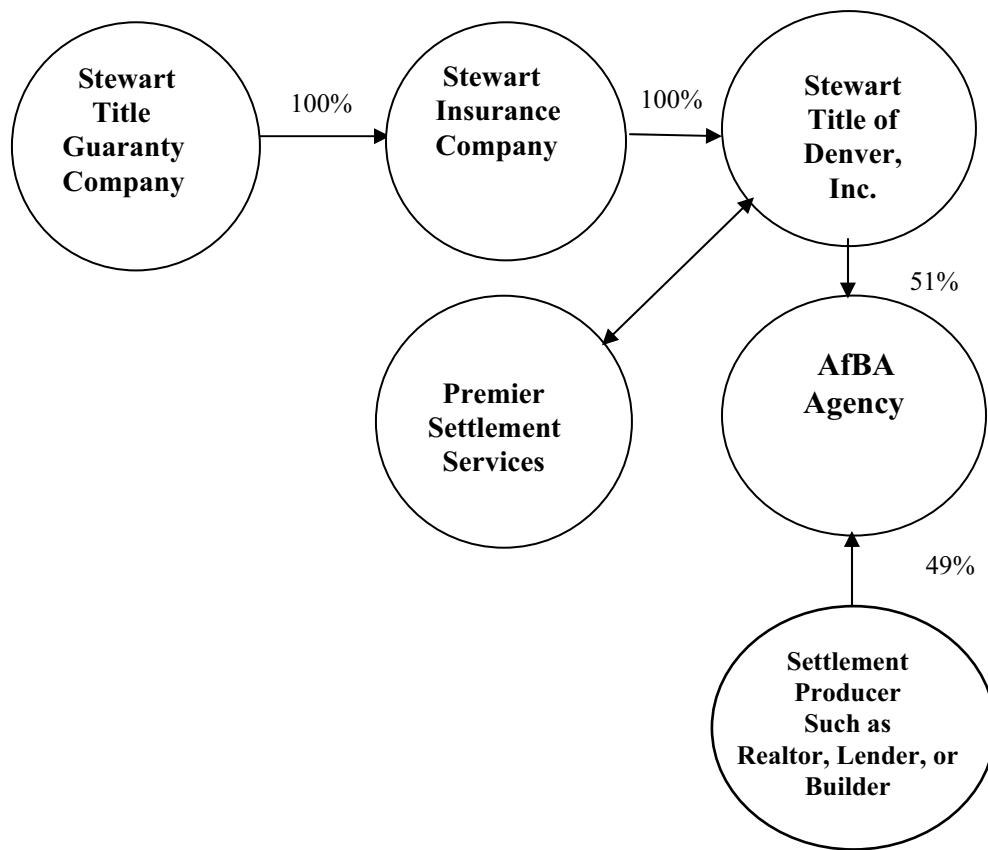 Stewart
Title
Guaranty
Company
100%
Stewart
Insurance
Company
100%
Stewart
Title of
Denver,
Inc.
51%
Premier
Settlement
Services
AfBA
Agency
49%
Settlement
Producer
Such as
Realtor, Lender, or
Builder